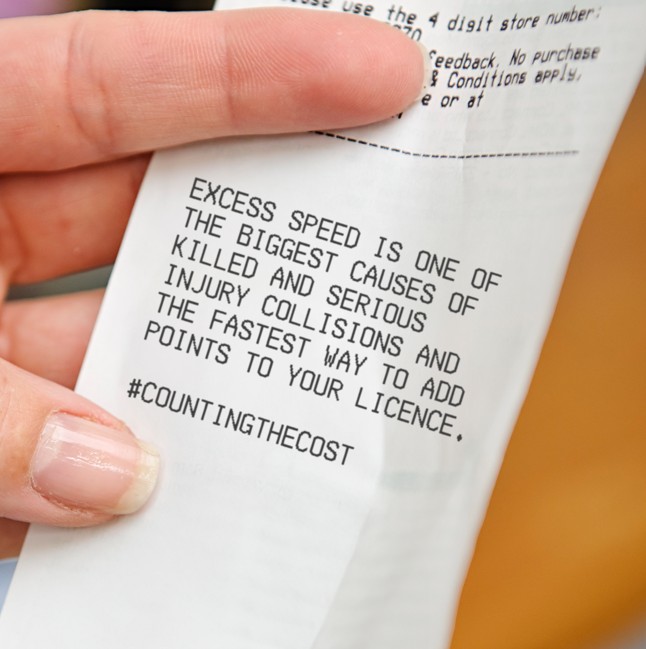 use the 4 digit store number:
feedback. No purchase
& Conditions apply,
e or at
EXCESS SPEED IS ONE OF
THE BIGGEST CAUSES OF
KILLED AND SERIOUS
INJURY COLLISIONS AND
THE FASTEST WAY TO ADD
POINTS TO YOUR LICENCE.
#COUNTINGTHECOST